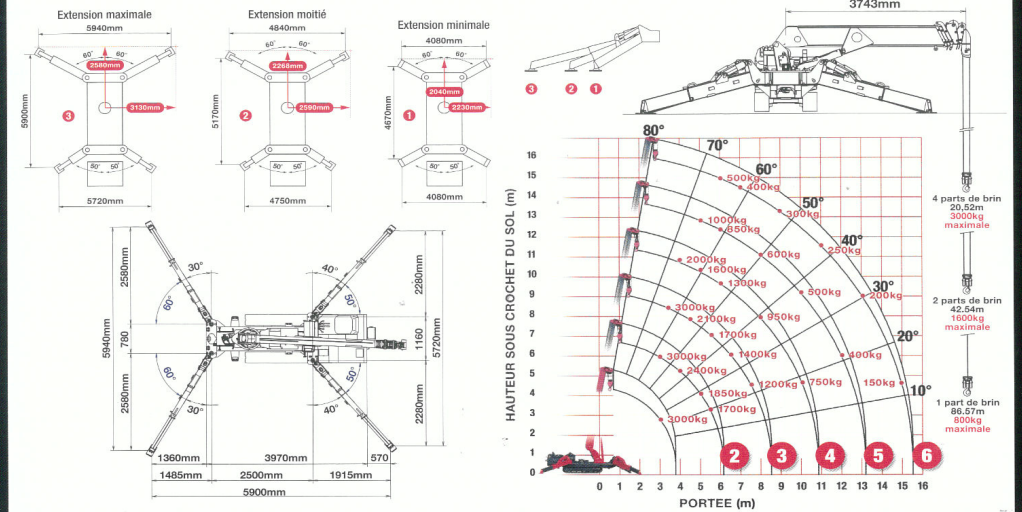 Extension maximale
5940mm
60° 60°
2580mm
3130mm
5900mm
3
50° 50°
5720mm
Extension moitié
4840mm
60° 60°
2268mm
2590mm
5170mm
2
50° 50°
4750mm
Extension minimale
4080mm
60° 60°
2040mm
2230mm
4670mm
1
50° 50°
4080mm
3 2 1
3743mm
4 parts de brin
20,52m
3000kg
maximale
2 parts de brin
42.54m
1600kg
maximale
1 part de brin
86.57m
800kg
maximale
5940mm
2580mm
780
2580mm
30°
60°
60°
30°
40°
50°
50°
40°
2280mm
1160
2280mm
5720mm
1360mm 3970mm 570
1485mm 2500mm 1915mm
5900mm
HAUTEUR SOUS CROCHET DU SOL (m)
16
15
14
13
12
11
10
9
8
7
6
5
4
3
2
1
0
80°
70°
60°
50°
40°
30°
20°
10°
500kg
400kg
300kg
250kg
200kg
150kg
1000kg
850kg
600kg
500kg
400kg
2000kg
1600kg
1300kg
950kg
750kg
3000kg
2100kg
1700kg
1400kg
1200kg
3000kg
2400kg
1850kg
1700kg
3000kg
2 3 4 5 6
0 1 2 3 4 5 6 7 8 9 10 11 12 13 14 15 16
PORTEE (m)